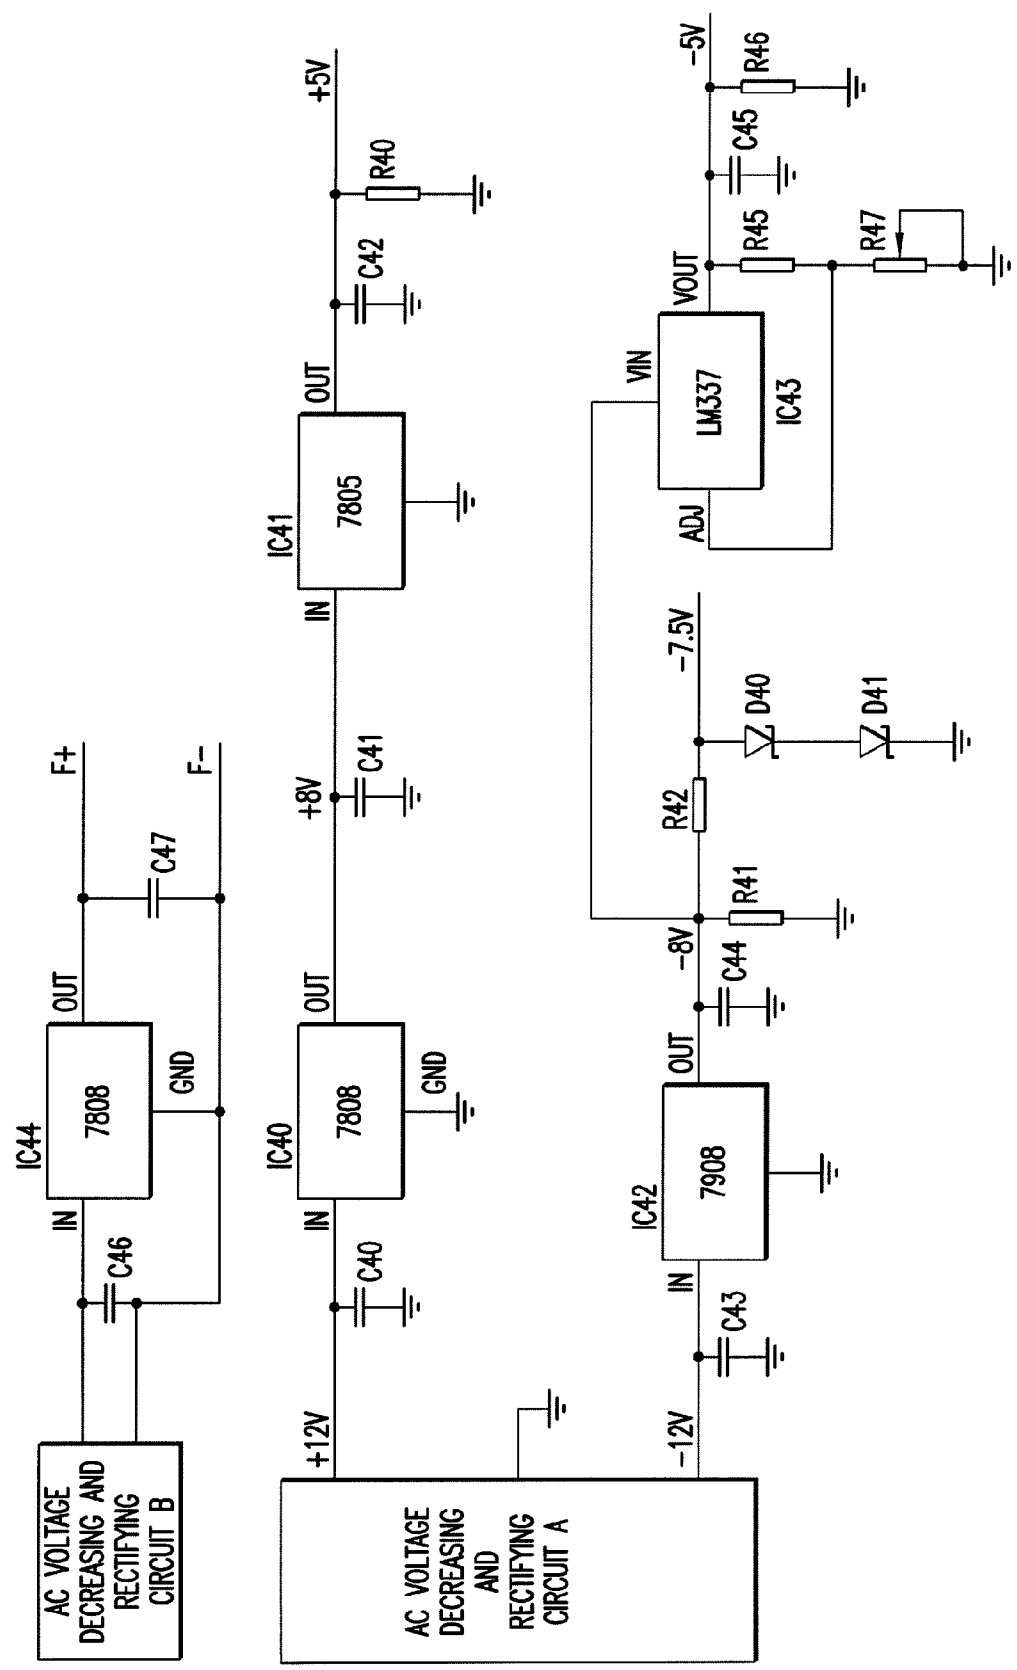 AC VOLTAGE
DECREASING AND
RECTIFYING
CIRCUIT B
C46
IN
IC44
7808
GND
OUT
C47
F+
F-
AC VOLTAGE
DECREASING
AND
RECTIFYING
CIRCUIT A
+12V
C40
IN
IC40
7808
GND
OUT
+8V
C41
IN
IC41
7805
OUT
C42
R40
+5V
-12V
C43
IN
IC42
7908
OUT
C44
-8V
R41
R42
-7.5V
D40
D41
ADJ
LM337
IC43
VIN
VOUT
R45
R47
C45
R46
-5V